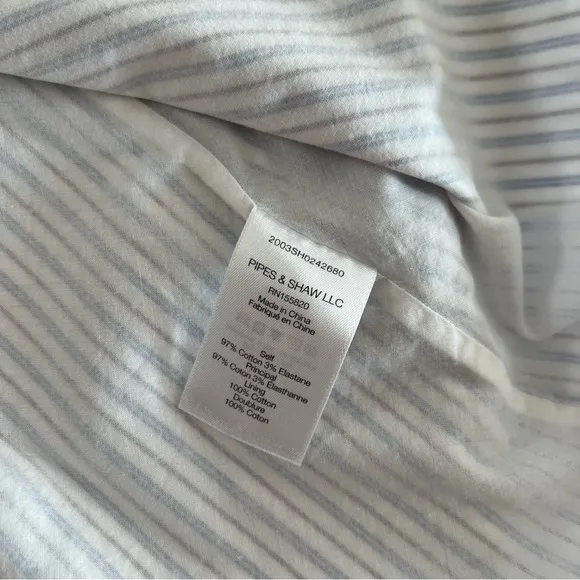 2003SH0242680
PIPES & SHAW LLC
RN155820
Made in China
Fabriqué en Chine
Self
97% Cotton 3% Elastane
Principal
97% Coton 3% Elasthanne
Lining
100% Cotton
Doublure
100% Coton